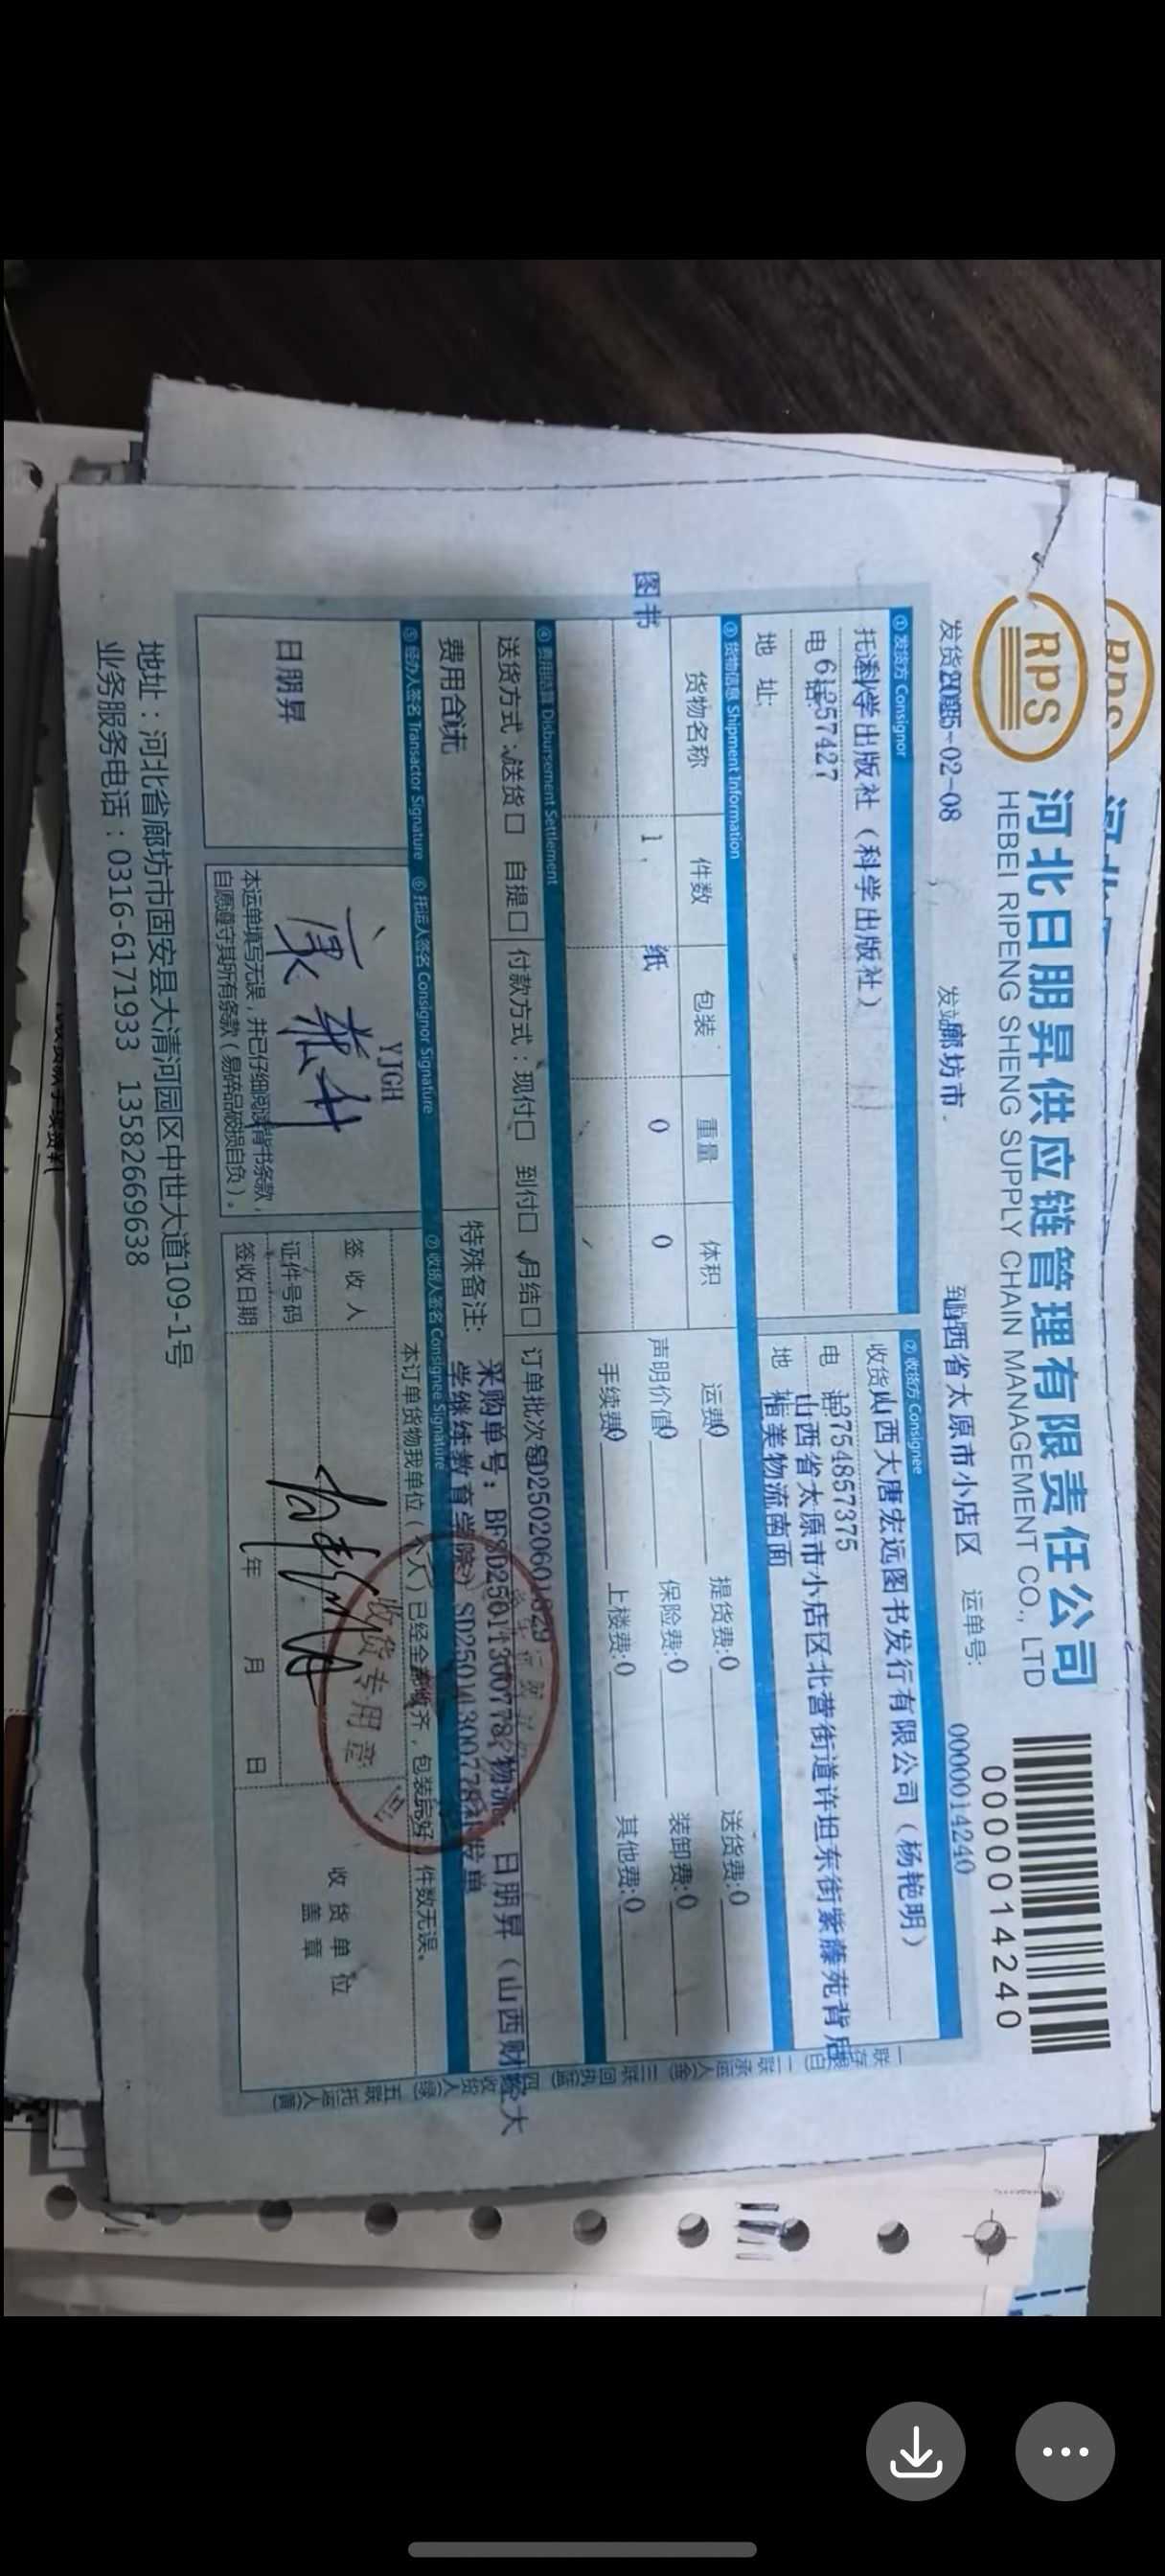 RPS
河北日朋昇供应链管理有限责任公司
HEBEI RIPENG SHENG SUPPLY CHAIN MANAGEMENT CO., LTD
0000014240
发货 2025-02-08 发站 廊坊市 到站 山西省太原市小店区 运单号: 0000014240
① 发货方 Consignor
科学出版社（科学出版社）
电 61257427
地 址:
② 收货方 Consignee
收货 山西大唐宏远图书发行有限公司（杨艳明）
电 13754857375
地 山西省太原市小店区北营街道许坦东街紫藤苑背后
美物流南面
③ 货物信息 Shipment Information
货物名称 件数 包装 重量 体积
图书 1 纸 0 0
运费 0 提货费:0 送货费:0
声明价值 0 保险费:0 装卸费:0
手续费 0 上楼费:0 其他费:0
④ 费用结算 Disbursement Settlement
送货方式 送货□ 自提□ 付款方式：现付□ 到付□ ✓月结□ 订单批次
费用合 元
特殊备注: 采购单号： 物流：日朋昇（山西财经大
学继续教育学院）
⑤ 经办人签名 Transactor Signature
日朋昇
⑥ 托运人签名 Consignor Signature
YJGH
本运单填写无误，并已仔细阅读背书条款，
自愿遵守其所有条款（易碎品破损自负）。
⑦ 收货人签名 Consignee Signature
本订单货物我单位（个人）已经全部收齐，包装完好，件数无误。
签 收 人
证件号码
签收日期 年 月 日
收货专用章
收 货 单 位
盖 章
地址：河北省廊坊市固安县大清河园区中世大道109-1号
业务服务电话：0316-6171933 13582669638